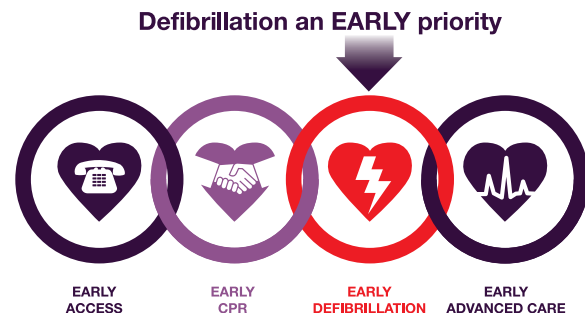 Defibrillation an EARLY priority
EARLY
ACCESS
EARLY
CPR
EARLY
DEFIBRILLATION
EARLY
ADVANCED CARE